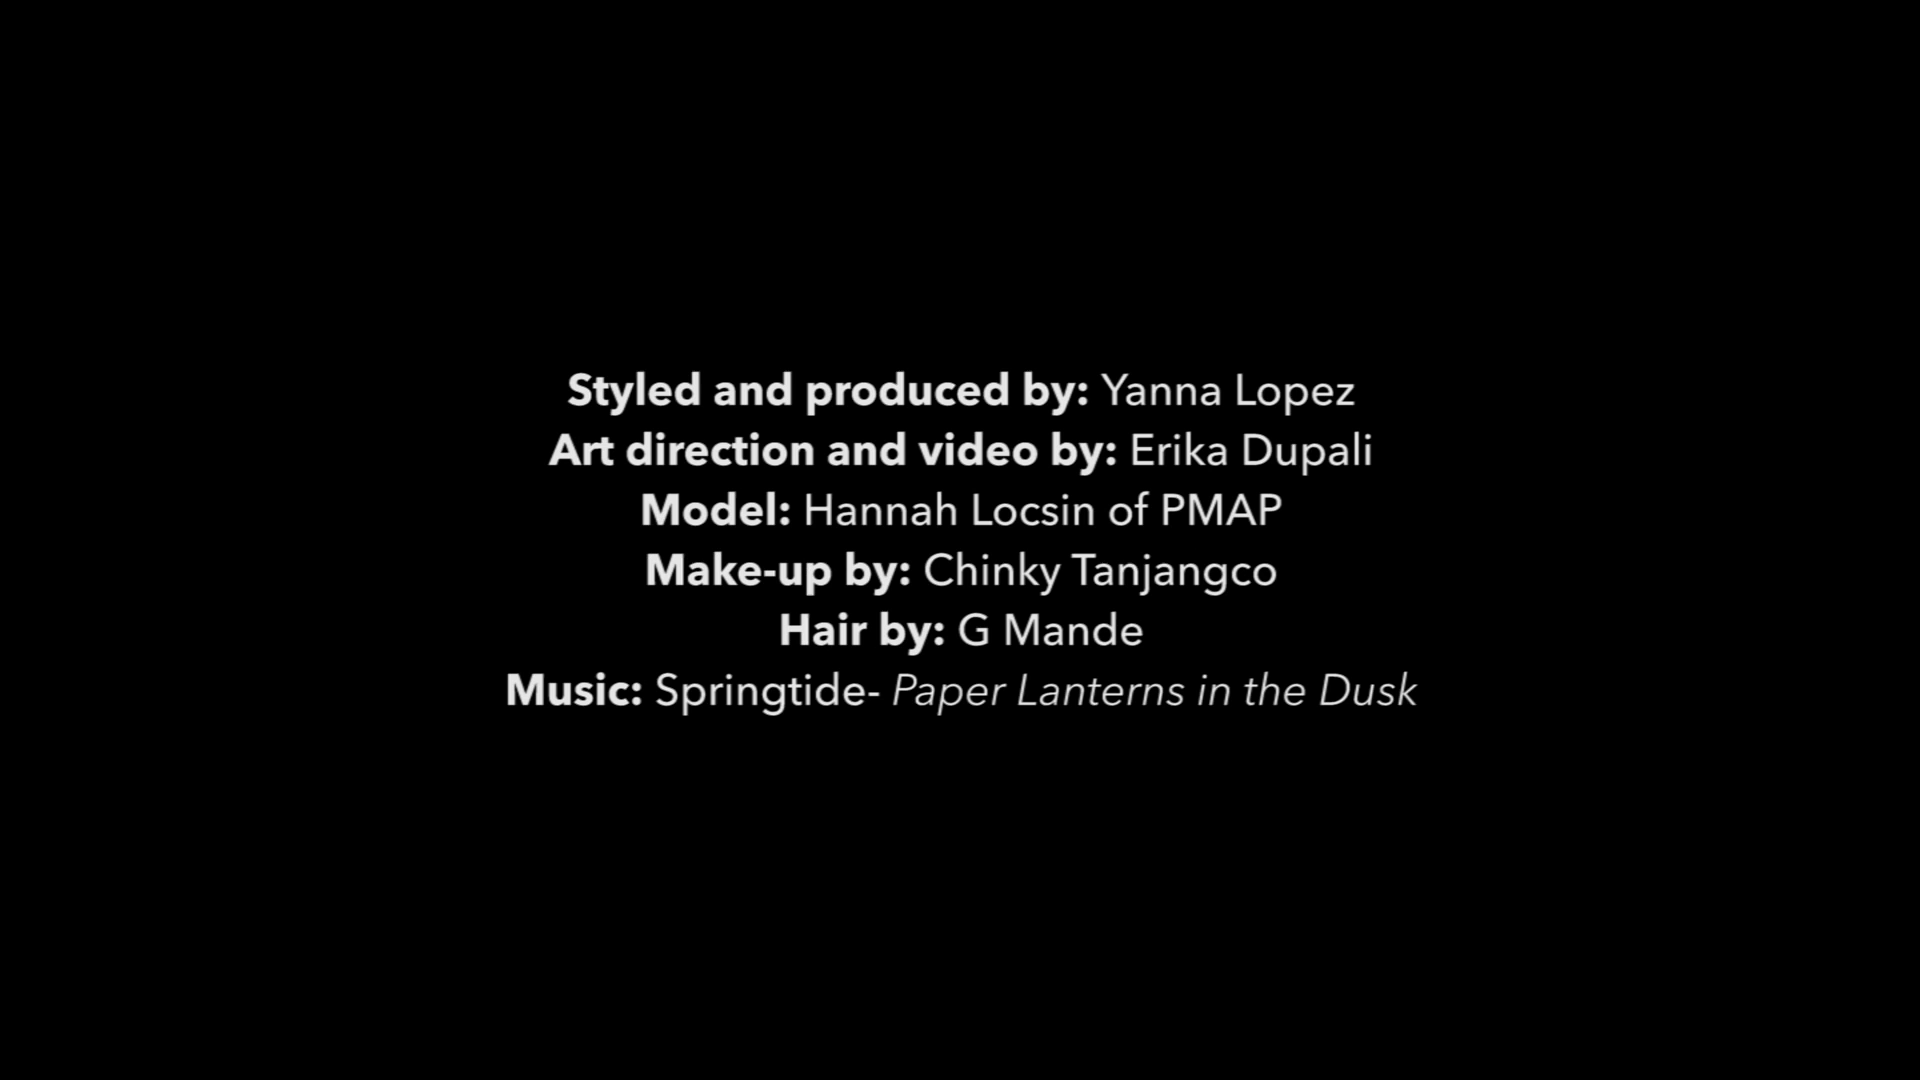 Styled and produced by: Yanna Lopez
Art direction and video by: Erika Dupali
Model: Hannah Locsin of PMAP
Make-up by: Chinky Tanjangco
Hair by: G Mande
Music: Springtide- Paper Lanterns in the Dusk